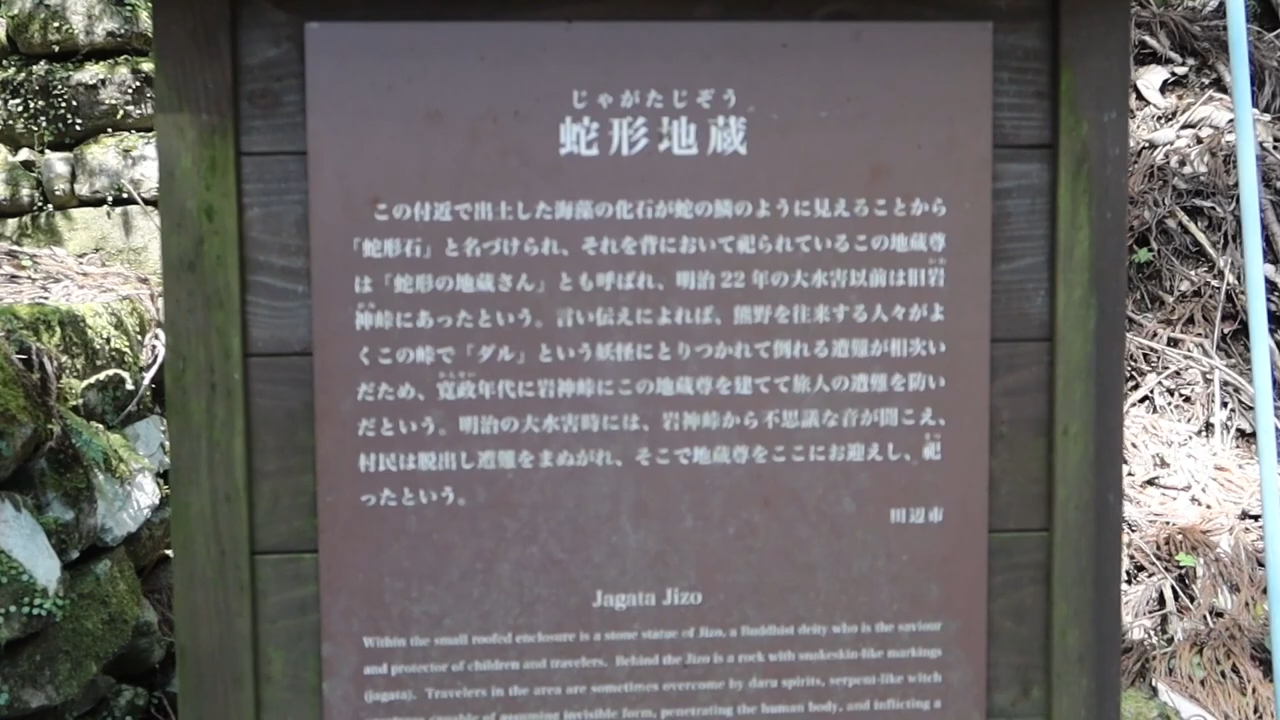 じゃがたじぞう
蛇形地蔵
この付近で出土した海藻の化石が蛇の鱗のように見えることから
「蛇形石」と名づけられ、それを背において祀られているこの地蔵尊
は「蛇形の地蔵さん」とも呼ばれ、明治22年の大水害以前は旧岩
神峠にあったという。言い伝えによれば、熊野を往来する人々がよ
くこの峠で「ダル」という妖怪にとりつかれて倒れる遭難が相次い
だため、寛政年代に岩神峠にこの地蔵尊を建てて旅人の遭難を防い
だという。明治の大水害時には、岩神峠から不思議な音が聞こえ、
村民は脱出し遭難をまぬがれ、そこで地蔵尊をここにお迎えし、祀
ったという。
田辺市
Jagata Jizo
Within the small roofed enclosure is a stone statue of Jizo, a Buddhist deity who is the saviour
and protector of children and travelers. Behind the Jizo is a rock with snakeskin-like markings
(jagata). Travelers in the area are sometimes overcome by daru spirits, serpent-like witch
capable of assuming invisible form, penetrating the human body, and inflicting a